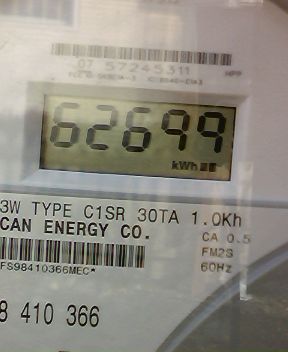 07 57245311 HPP
62699
kWh
3W TYPE C1SR 30TA 1.0Kh
CAN ENERGY CO.
CA 0.5
FM2S
60Hz
FS98410366MEC*
8 410 366